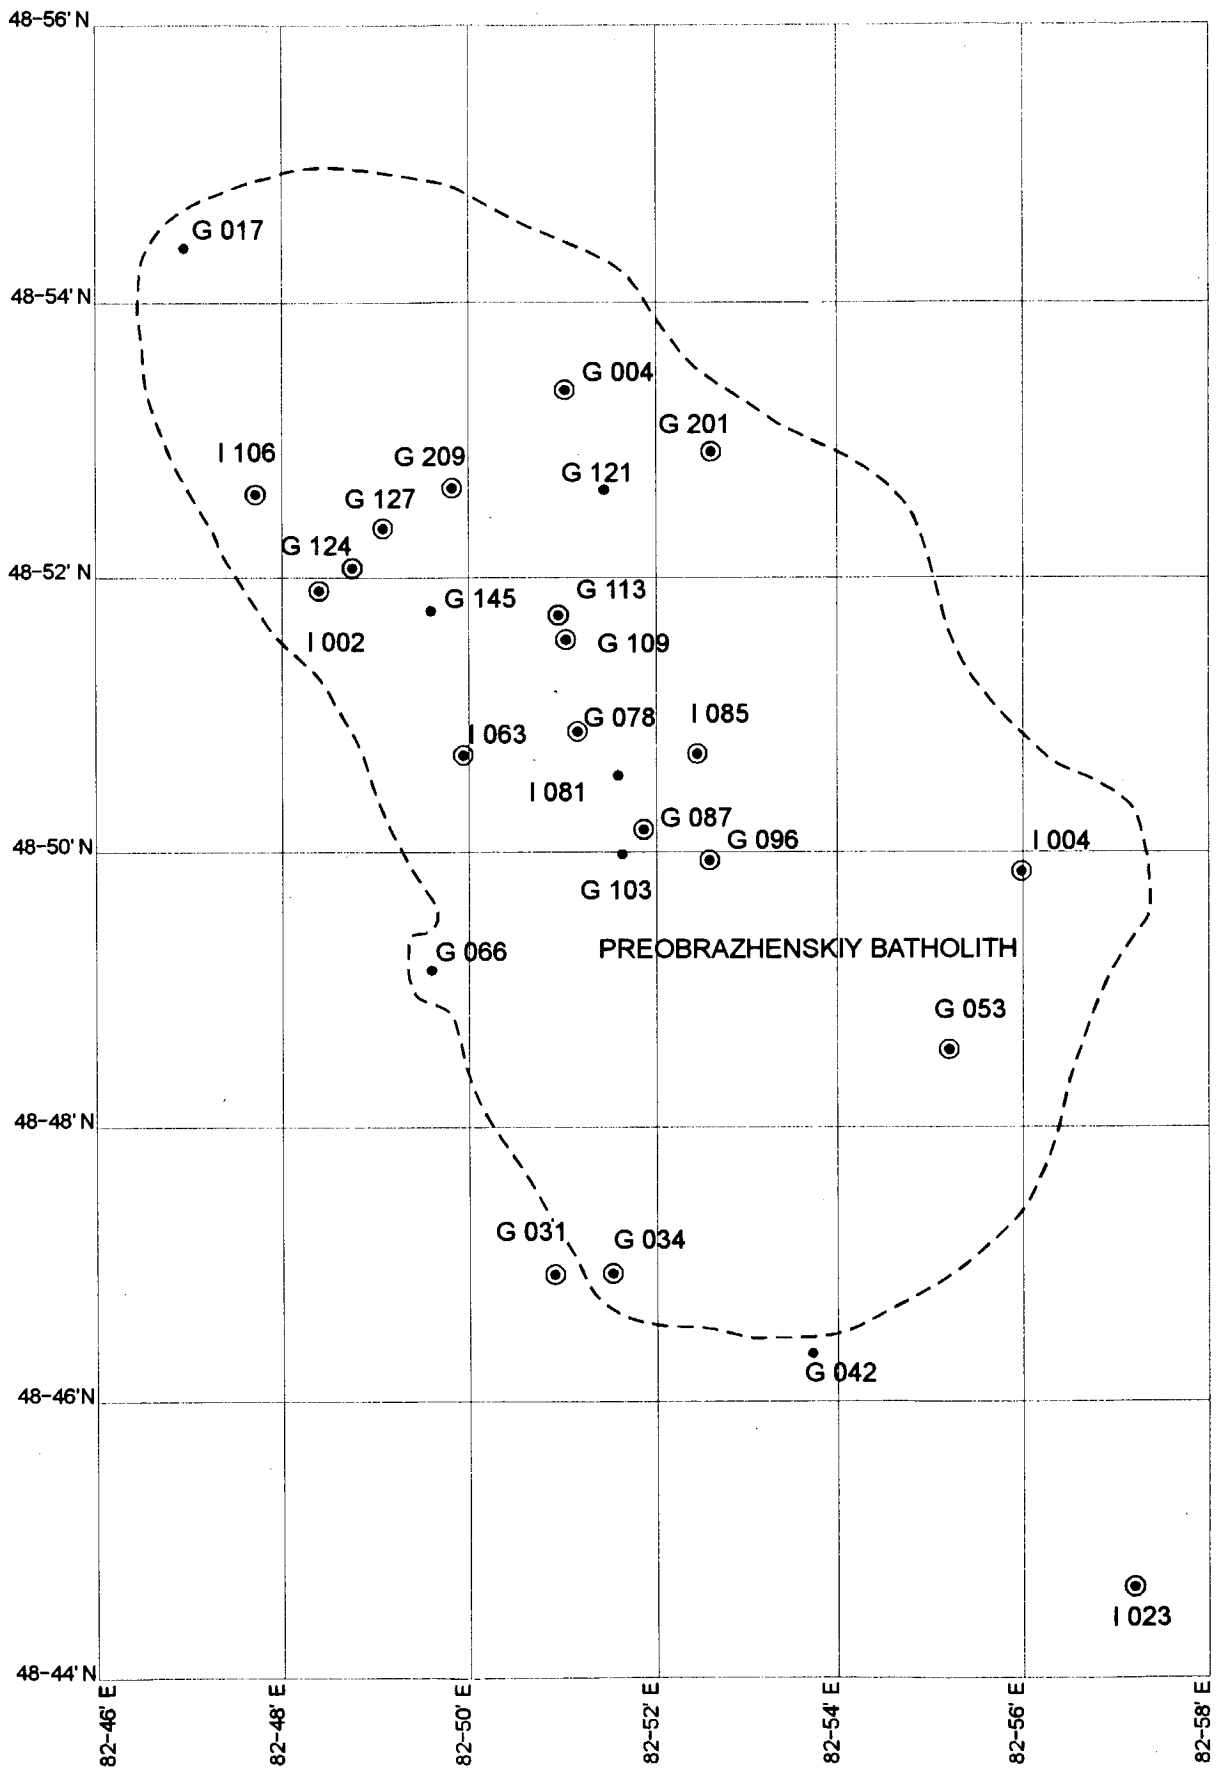 48-56' N
G 017
48-54' N
G 004
G 201
I 106
G 209
G 121
G 127
G 124
48-52' N
G 113
G 145
I 002
G 109
I 085
G 078
I 063
I 081
G 087
G 096
I 004
48-50' N
G 103
PREOBRAZHENSKIY BATHOLITH
G 066
G 053
48-48' N
G 031
G 034
G 042
48-46'N
I 023
48-44' N
82-46' E
82-48' E
82-50' E
82-52' E
82-54' E
82-56' E
82-58' E